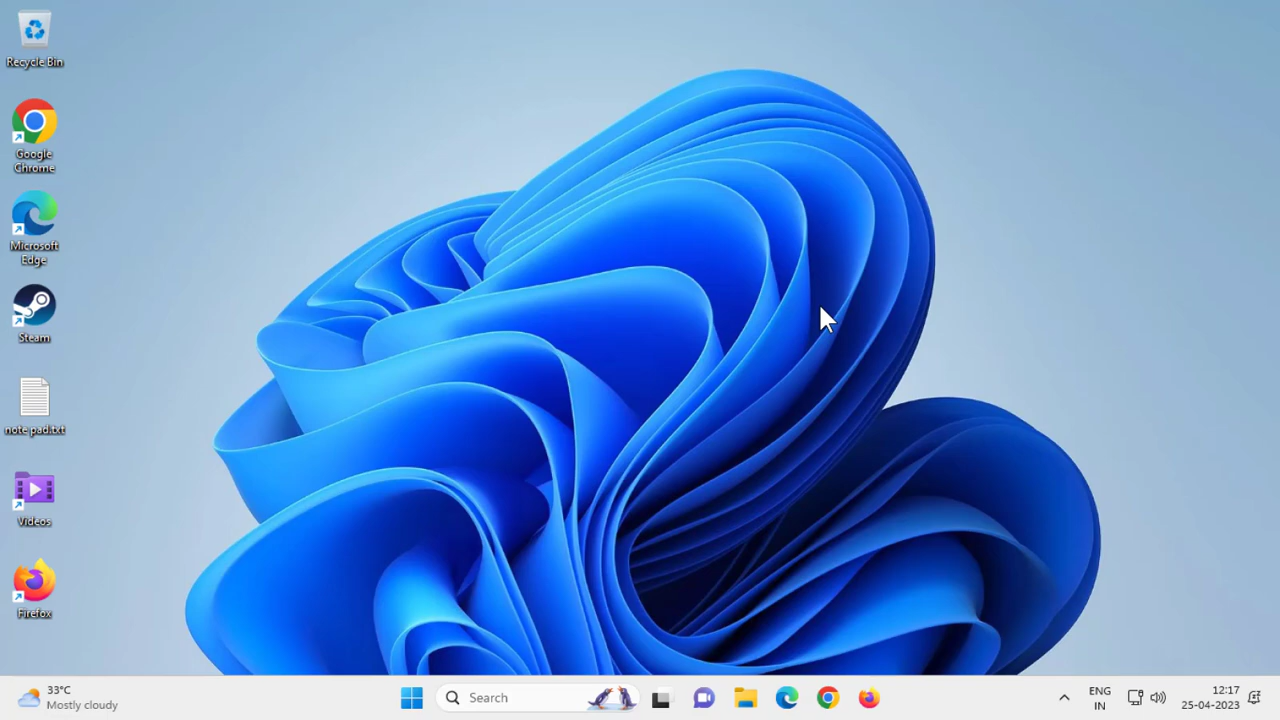 Recycle Bin
Google
Chrome
Microsoft
Edge
Steam
note pad.txt
Videos
Firefox
33°C
Mostly cloudy
Search
ENG
IN
12:17
25-04-2023